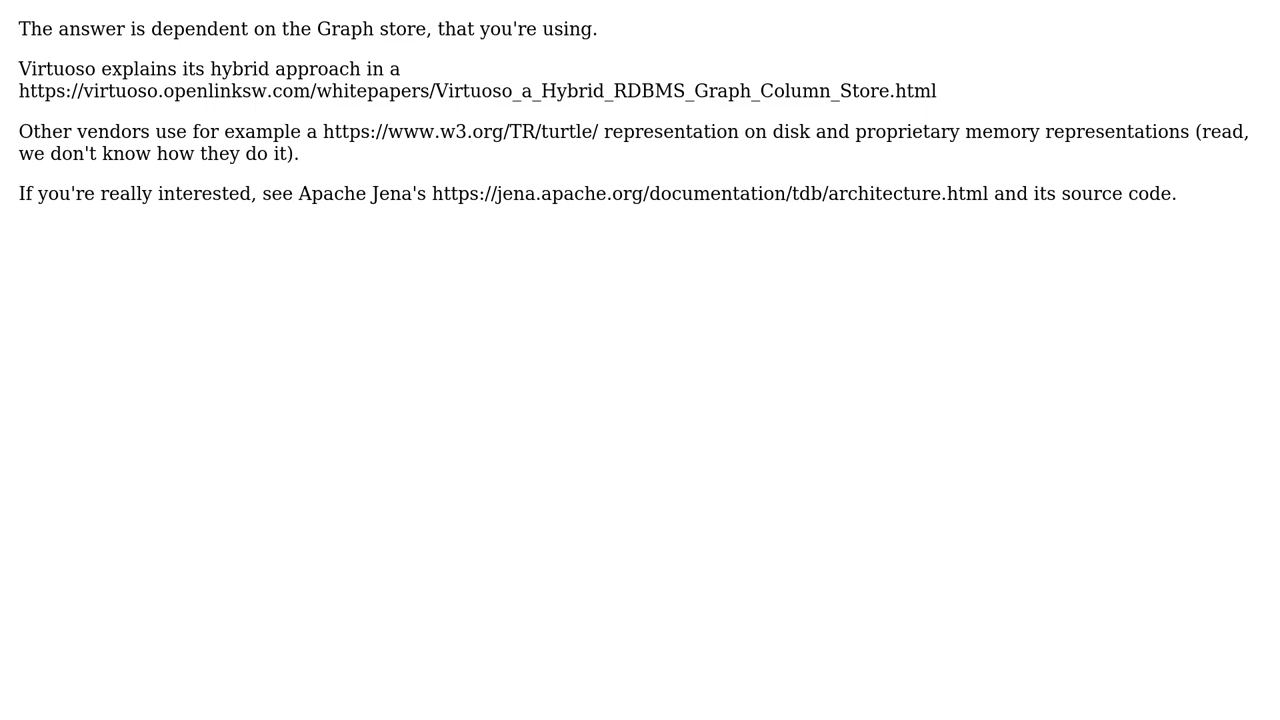 The answer is dependent on the Graph store, that you're using.
Virtuoso explains its hybrid approach in a
https://virtuoso.openlinksw.com/whitepapers/Virtuoso_a_Hybrid_RDBMS_Graph_Column_Store.html
Other vendors use for example a https://www.w3.org/TR/turtle/ representation on disk and proprietary memory representations (read,
we don't know how they do it).
If you're really interested, see Apache Jena's https://jena.apache.org/documentation/tdb/architecture.html and its source code.